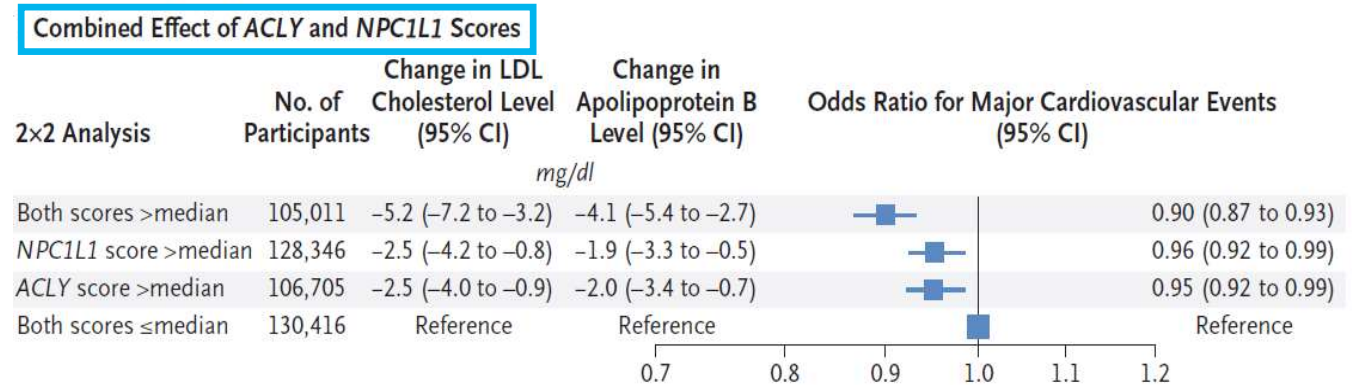 Combined Effect of ACLY and NPC1L1 Scores
2×2 Analysis No. of Participants Change in LDL Cholesterol Level (95% CI) Change in Apolipoprotein B Level (95% CI) Odds Ratio for Major Cardiovascular Events (95% CI)
mg/dl
Both scores >median 105,011 –5.2 (–7.2 to –3.2) –4.1 (–5.4 to –2.7) 0.90 (0.87 to 0.93)
NPC1L1 score >median 128,346 –2.5 (–4.2 to –0.8) –1.9 (–3.3 to –0.5) 0.96 (0.92 to 0.99)
ACLY score >median 106,705 –2.5 (–4.0 to –0.9) –2.0 (–3.4 to –0.7) 0.95 (0.92 to 0.99)
Both scores ≤median 130,416 Reference Reference Reference
0.7 0.8 0.9 1.0 1.1 1.2